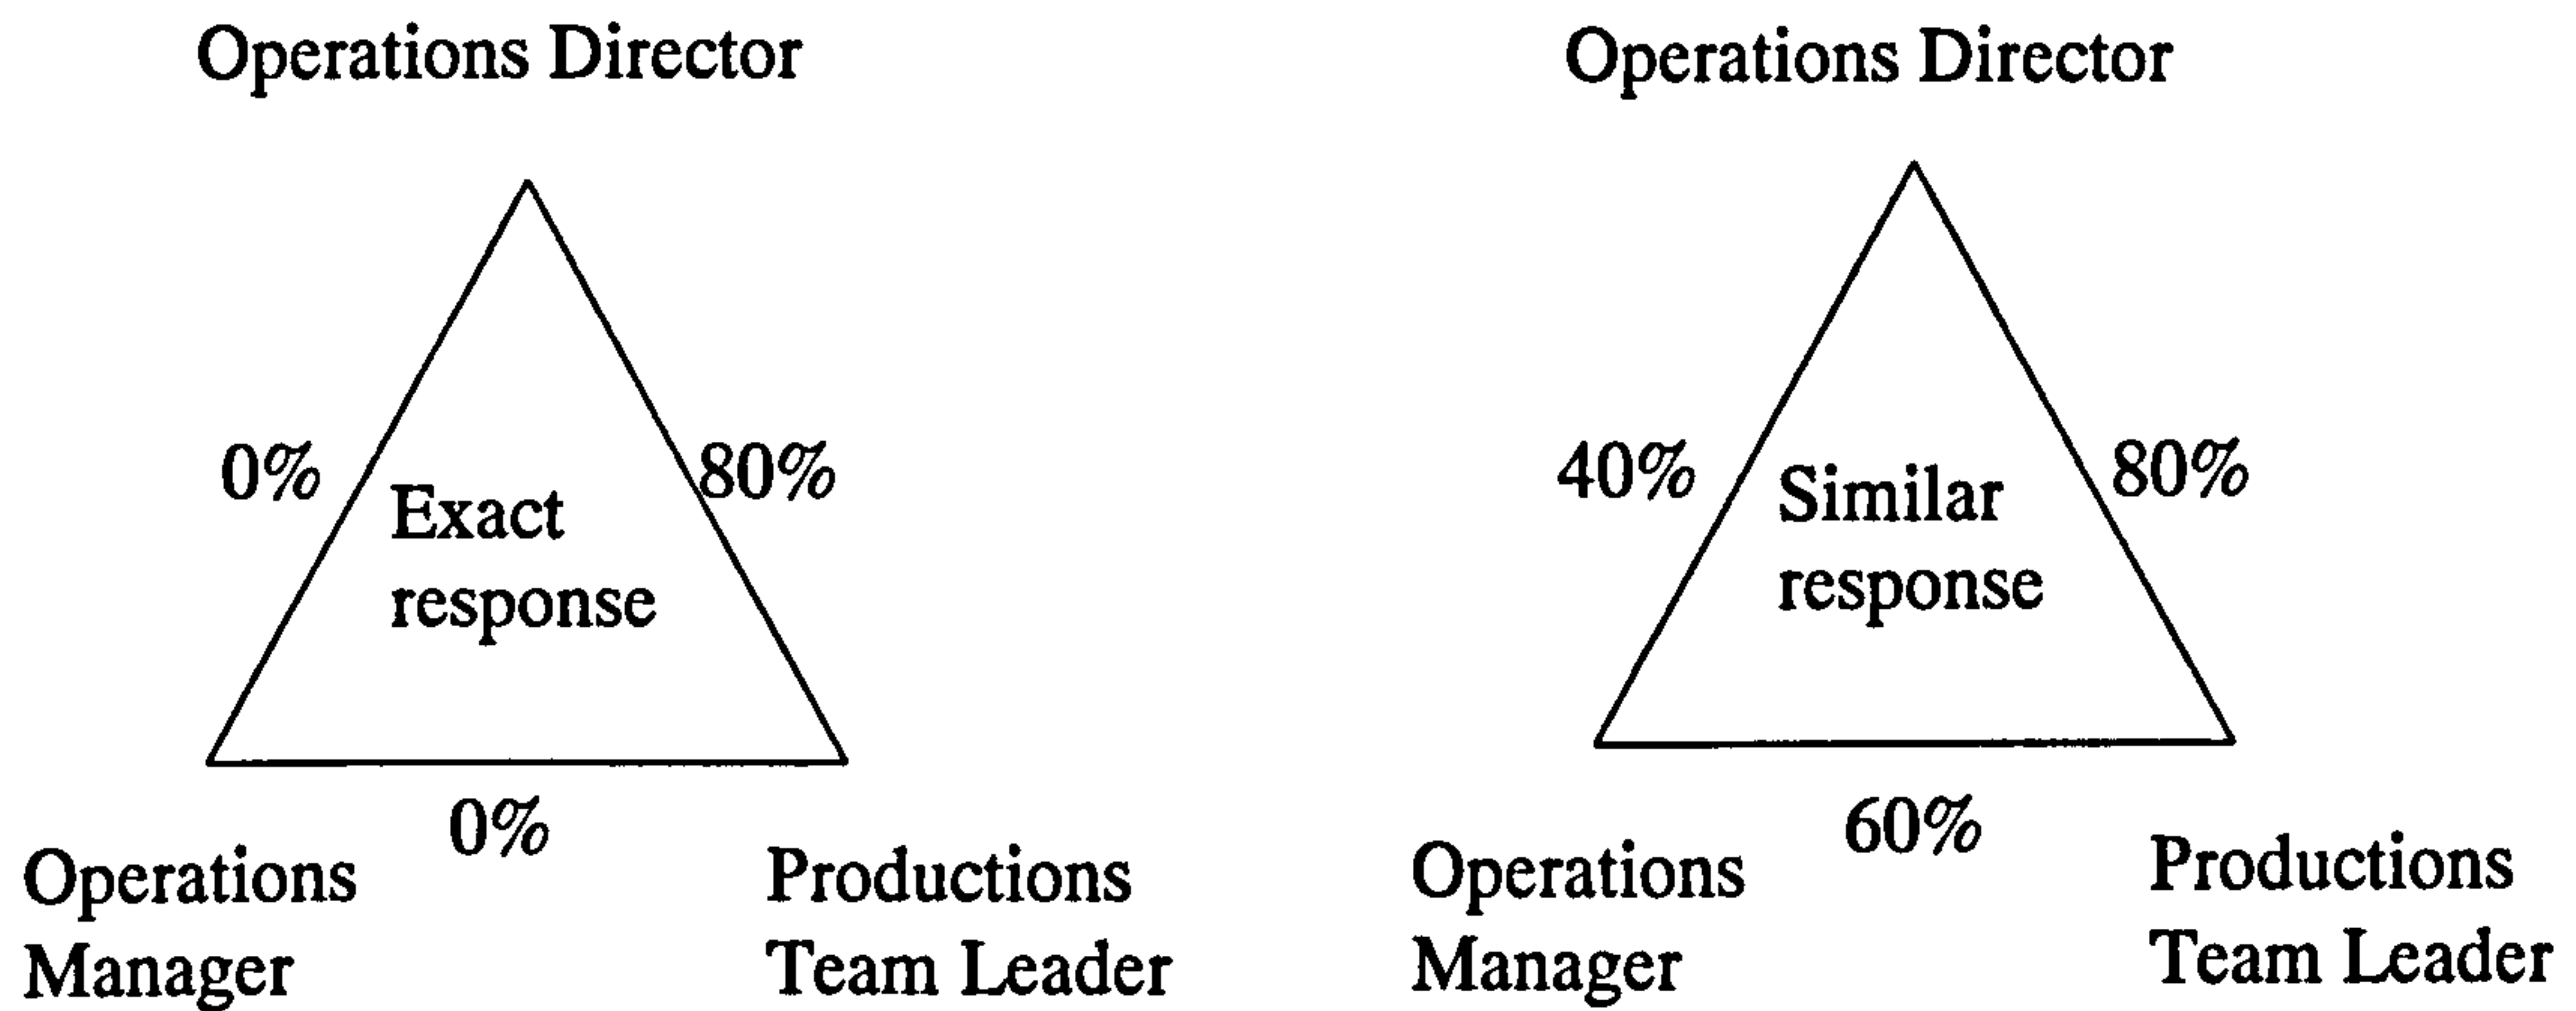 Operations Director
0%
80%
Exact
response
0%
Operations
Manager
Productions
Team Leader
Operations Director
40%
80%
Similar
response
60%
Operations
Manager
Productions
Team Leader